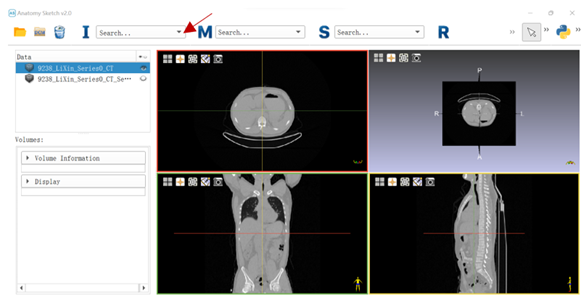 Anatomy Sketch v2.0
I Search... M Search... S Search... R
Data
9238_LiXin_Series0_CT
9238_LiXin_Series0_CT_Se...
Volumes:
Volume Information
Display
P
R
L
A